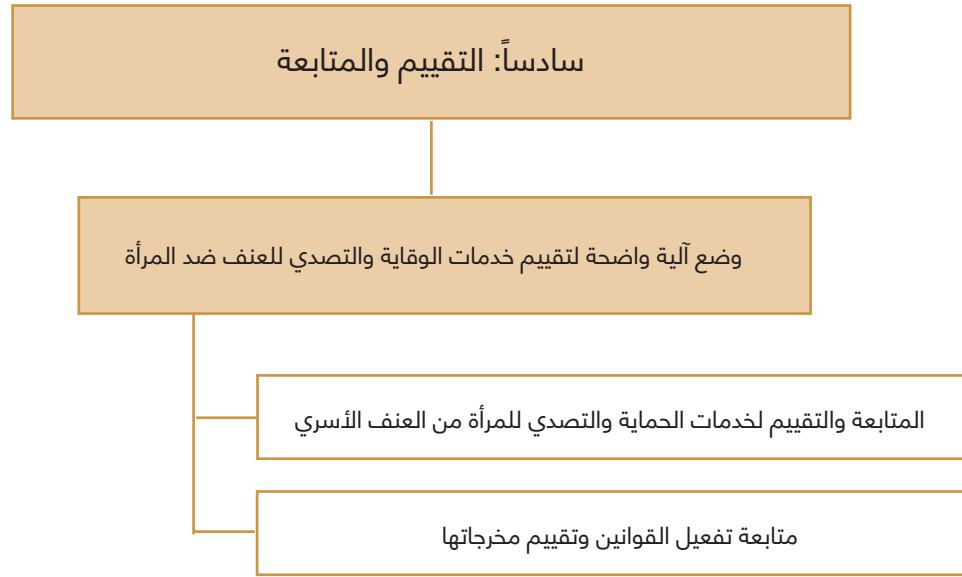 سادساً: التقييم والمتابعة
وضع آلية واضحة لتقييم خدمات الوقاية والتصدي للعنف ضد المرأة
المتابعة والتقييم لخدمات الحماية والتصدي للمرأة من العنف الأسري
متابعة تفعيل القوانين وتقييم مخرجاتها